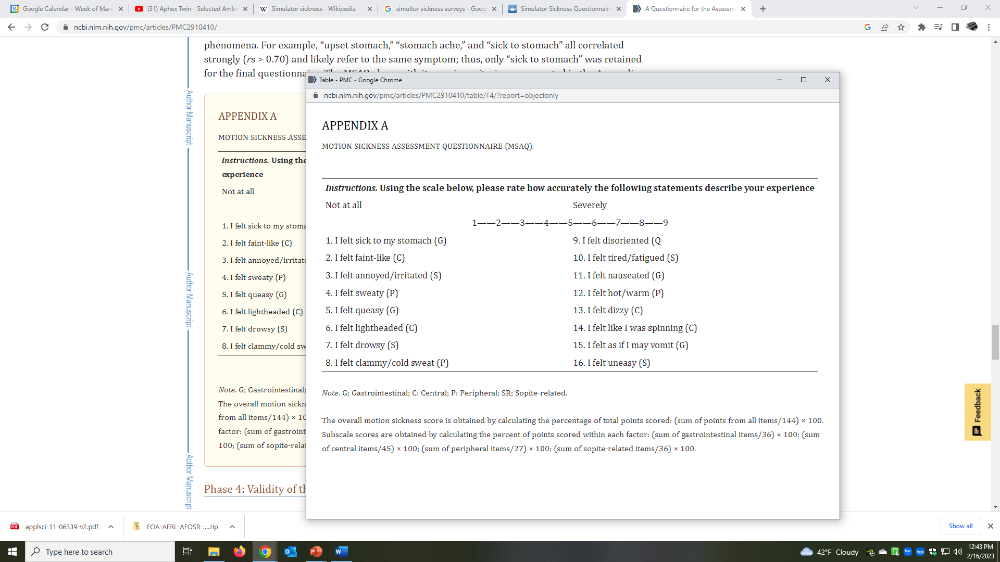 Google Calendar - Week of Marc
(31) Aphex Twin - Selected Ambie
Simulator sickness - Wikipedia
simultor sickness surveys - Goog
Simulator Sickness Questionnaire
A Questionnaire for the Assessm
ncbi.nlm.nih.gov/pmc/articles/PMC2910410/
phenomena. For example, “upset stomach,” “stomach ache,” and “sick to stomach” all correlated
strongly (rs > 0.70) and likely refer to the same symptom; thus, only “sick to stomach” was retained
for the final questionna
Author Manuscript
Author Manuscript
Author Manuscript
APPENDIX A
MOTION SICKNESS ASSE
Instructions. Using the
experience
Not at all
1. I felt sick to my stoma
2. I felt faint-like (C)
3. I felt annoyed/irritate
4. I felt sweaty (P)
5. I felt queasy (G)
6. I felt lightheaded (C)
7. I felt drowsy (S)
8. I felt clammy/cold sw
Note. G; Gastrointestinal;
The overall motion sickn
from all items/144) × 10
factor: (sum of gastroint
100; (sum of sopite-relat
Phase 4: Validity of th
Table - PMC - Google Chrome
ncbi.nlm.nih.gov/pmc/articles/PMC2910410/table/T4/?report=objectonly
APPENDIX A
MOTION SICKNESS ASSESSMENT QUESTIONNAIRE (MSAQ).
Instructions. Using the scale below, please rate how accurately the following statements describe your experience
Not at all Severely
1——2——3——4——5——6——7——8——9
1. I felt sick to my stomach (G) 9. I felt disoriented (Q
2. I felt faint-like (C) 10. I felt tired/fatigued (S)
3. I felt annoyed/irritated (S) 11. I felt nauseated (G)
4. I felt sweaty (P) 12. I felt hot/warm (P)
5. I felt queasy (G) 13. I felt dizzy (C)
6. I felt lightheaded (C) 14. I felt like I was spinning (C)
7. I felt drowsy (S) 15. I felt as if I may vomit (G)
8. I felt clammy/cold sweat (P) 16. I felt uneasy (S)
Note. G; Gastrointestinal; C: Central; P: Peripheral; SR; Sopite-related.
The overall motion sickness score is obtained by calculating the percentage of total points scored: (sum of points from all items/144) × 100.
Subscale scores are obtained by calculating the percent of points scored within each factor: (sum of gastrointestinal items/36) × 100; (sum
of central items/45) × 100; (sum of peripheral items/27) × 100; (sum of sopite-related items/36) × 100.
Feedback
applsci-11-06339-v2.pdf
FOA-AFRL-AFOSR-....zip
Show all
Type here to search
42°F Cloudy
12:43 PM
2/16/2023